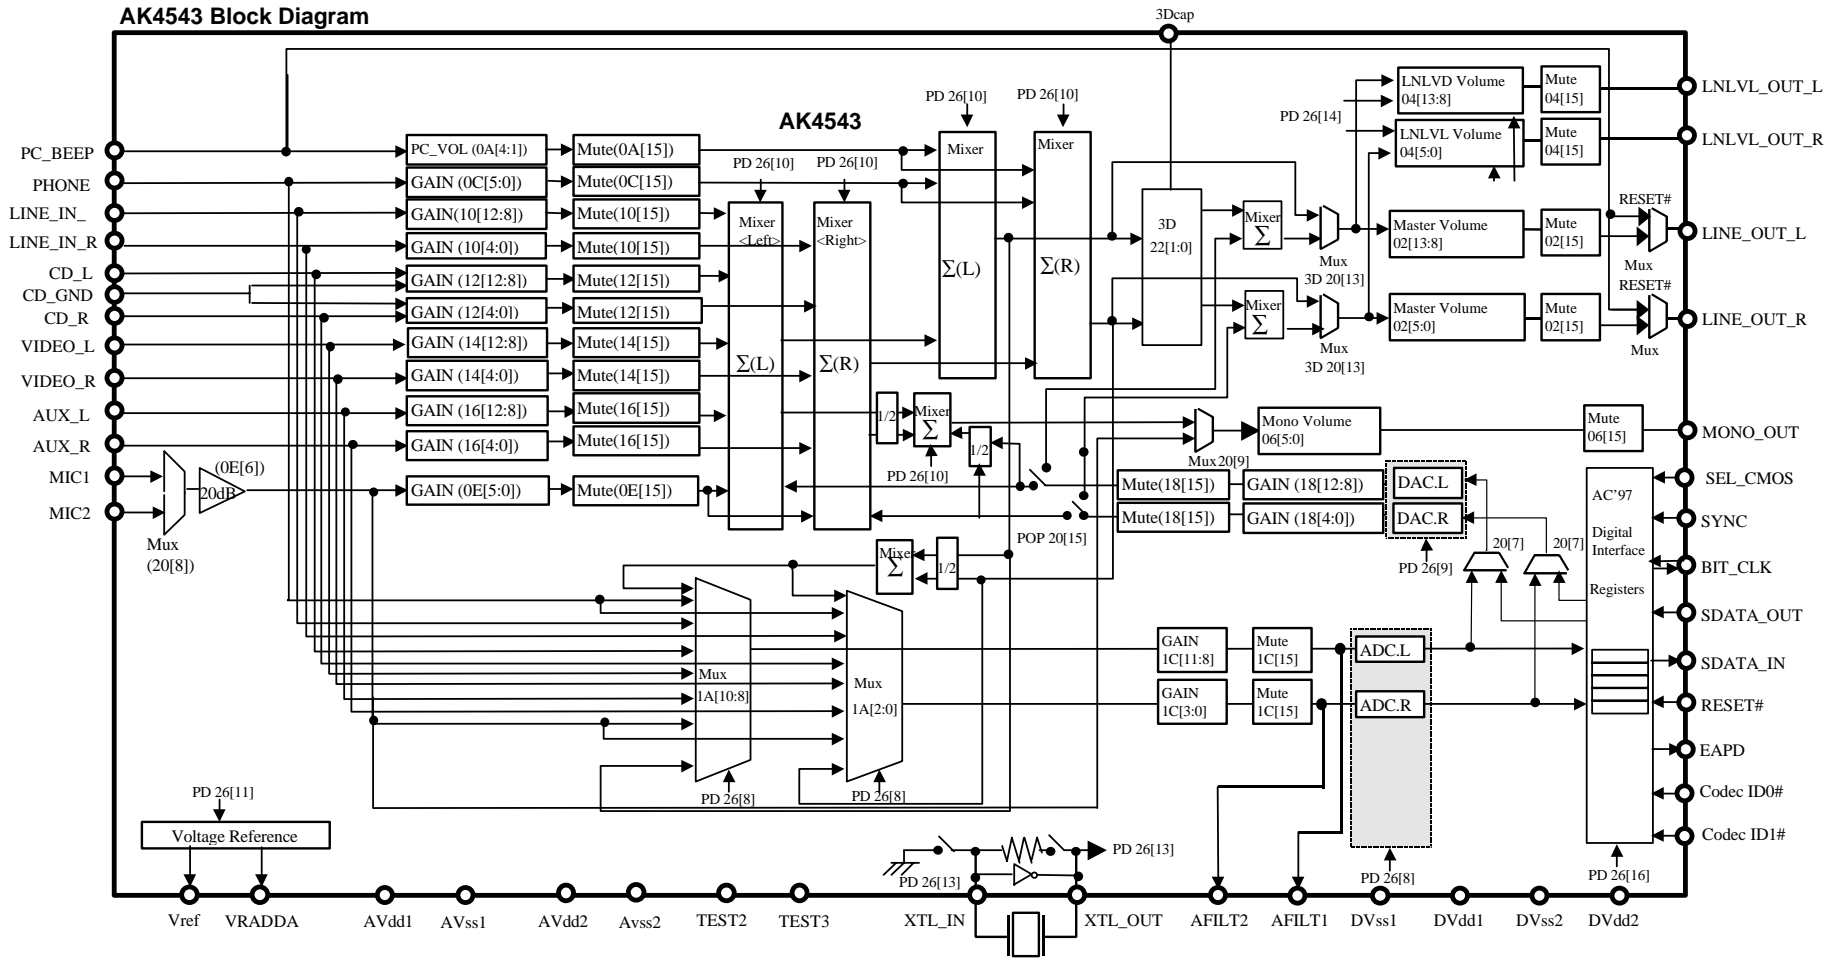 AK4543 Block Diagram
3Dcap
PD 26[10]
PD 26[10]
AK4543
LNLVD Volume
04[13:8]
Mute
04[15]
LNLVL_OUT_L
PD 26[14]
LNLVL Volume
04[5:0]
Mute
04[15]
LNLVL_OUT_R
PC_BEEP
PC_VOL (0A[4:1])
Mute(0A[15])
Mixer
Mixer
PD 26[10]
PD 26[10]
PHONE
GAIN (0C[5:0])
Mute(0C[15])
LINE_IN_
GAIN(10[12:8])
Mute(10[15])
Mixer
<Left>
Mixer
<Right>
LINE_IN_R
GAIN (10[4:0])
Mute(10[15])
3D
22[1:0]
Mixer
Σ
Mux
3D 20[13]
Master Volume
02[13:8]
Mute
02[15]
RESET#
Mux
LINE_OUT_L
CD_L
GAIN (12[12:8])
Mute(12[15])
Σ(L)
Σ(R)
CD_GND
CD_R
GAIN (12[4:0])
Mute(12[15])
Mixer
Σ
Mux
3D 20[13]
Master Volume
02[5:0]
Mute
02[15]
RESET#
Mux
LINE_OUT_R
VIDEO_L
GAIN (14[12:8])
Mute(14[15])
Σ(L)
Σ(R)
VIDEO_R
GAIN (14[4:0])
Mute(14[15])
AUX_L
GAIN (16[12:8])
Mute(16[15])
1/2
Mixer
Σ
1/2
PD 26[10]
Mux20[9]
Mono Volume
06[5:0]
Mute
06[15]
MONO_OUT
AUX_R
GAIN (16[4:0])
Mute(16[15])
MIC1
MIC2
(0E[6])
20dB
Mux
(20[8])
GAIN (0E[5:0])
Mute(0E[15])
Mute(18[15])
GAIN (18[12:8])
DAC.L
Mute(18[15])
GAIN (18[4:0])
DAC.R
POP 20[15]
PD 26[9]
20[7]
20[7]
AC'97
Digital
Interface
Registers
SEL_CMOS
SYNC
BIT_CLK
SDATA_OUT
SDATA_IN
RESET#
EAPD
Codec ID0#
Codec ID1#
Mixer
Σ
1/2
Mux
1A[10:8]
Mux
1A[2:0]
GAIN
1C[11:8]
Mute
1C[15]
ADC.L
GAIN
1C[3:0]
Mute
1C[15]
ADC.R
PD 26[8]
PD 26[8]
PD 26[11]
Voltage Reference
PD 26[13]
PD 26[13]
PD 26[8]
PD 26[16]
Vref
VRADDA
AVdd1
AVss1
AVdd2
Avss2
TEST2
TEST3
XTL_IN
XTL_OUT
AFILT2
AFILT1
DVss1
DVdd1
DVss2
DVdd2